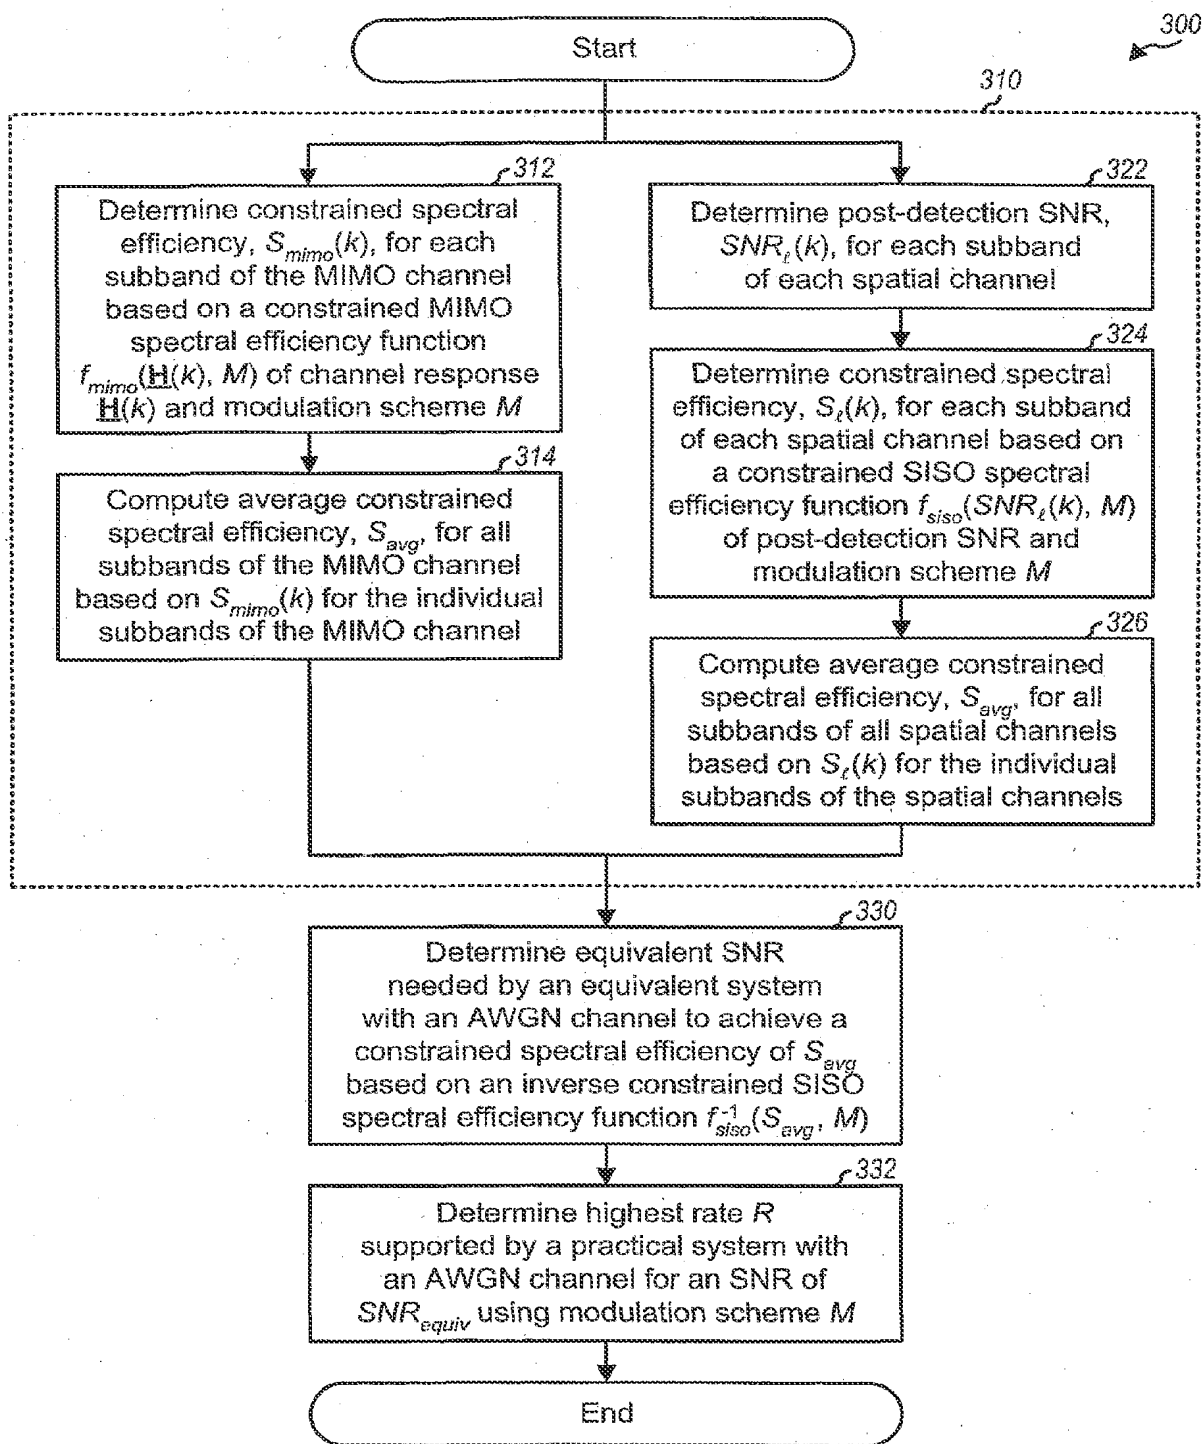 300
Start
310
312
Determine constrained spectral
efficiency, S_mimo(k), for each
subband of the MIMO channel
based on a constrained MIMO
spectral efficiency function
f_mimo(H(k), M) of channel response
H(k) and modulation scheme M
314
Compute average constrained
spectral efficiency, S_avg, for all
subbands of the MIMO channel
based on S_mimo(k) for the individual
subbands of the MIMO channel
322
Determine post-detection SNR,
SNR_ℓ(k), for each subband
of each spatial channel
324
Determine constrained spectral
efficiency, S_ℓ(k), for each subband
of each spatial channel based on
a constrained SISO spectral
efficiency function f_siso(SNR_ℓ(k), M)
of post-detection SNR and
modulation scheme M
326
Compute average constrained
spectral efficiency, S_avg, for all
subbands of all spatial channels
based on S_ℓ(k) for the individual
subbands of the spatial channels
330
Determine equivalent SNR
needed by an equivalent system
with an AWGN channel to achieve a
constrained spectral efficiency of S_avg
based on an inverse constrained SISO
spectral efficiency function f_siso^-1(S_avg, M)
332
Determine highest rate R
supported by a practical system with
an AWGN channel for an SNR of
SNR_equiv using modulation scheme M
End